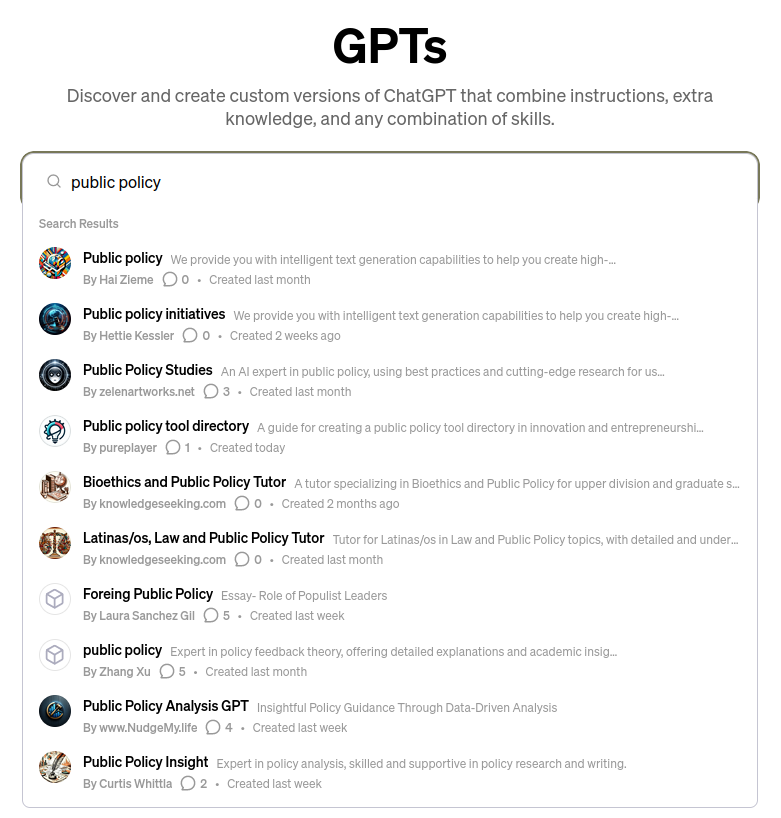 GPTs
Discover and create custom versions of ChatGPT that combine instructions, extra
knowledge, and any combination of skills.
public policy
Search Results
Public policy We provide you with intelligent text generation capabilities to help you create high-...
By Hai Zieme 0 • Created last month
Public policy initiatives We provide you with intelligent text generation capabilities to help you create high-...
By Hettie Kessler 0 • Created 2 weeks ago
Public Policy Studies An AI expert in public policy, using best practices and cutting-edge research for us...
By zelenartworks.net 3 • Created last month
Public policy tool directory A guide for creating a public policy tool directory in innovation and entrepreneurshi...
By pureplayer 1 • Created today
Bioethics and Public Policy Tutor A tutor specializing in Bioethics and Public Policy for upper division and graduate s...
By knowledgeseeking.com 0 • Created 2 months ago
Latinas/os, Law and Public Policy Tutor Tutor for Latinas/os in Law and Public Policy topics, with detailed and under...
By knowledgeseeking.com 0 • Created last month
Foreing Public Policy Essay- Role of Populist Leaders
By Laura Sanchez Gil 5 • Created last week
public policy Expert in policy feedback theory, offering detailed explanations and academic insig...
By Zhang Xu 5 • Created last month
Public Policy Analysis GPT Insightful Policy Guidance Through Data-Driven Analysis
By www.NudgeMy.life 4 • Created last week
Public Policy Insight Expert in policy analysis, skilled and supportive in policy research and writing.
By Curtis Whittla 2 • Created last week